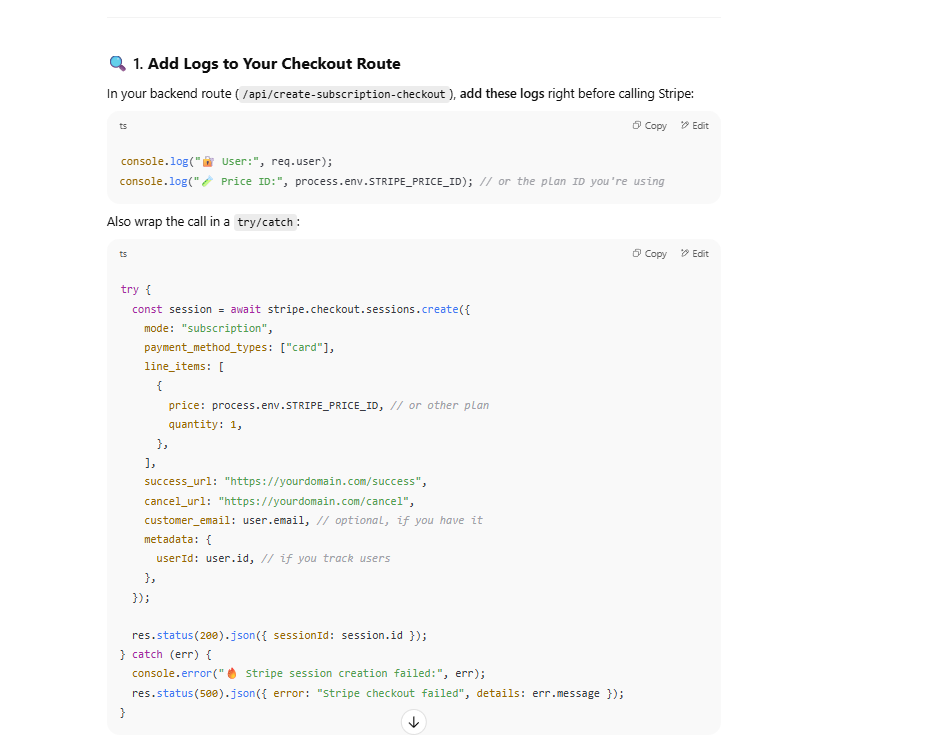 🔍 1. Add Logs to Your Checkout Route
In your backend route (/api/create-subscription-checkout), add these logs right before calling Stripe:
ts
Copy
Edit
console.log("🔐 User:", req.user);
console.log("🧪 Price ID:", process.env.STRIPE_PRICE_ID); // or the plan ID you're using
Also wrap the call in a try/catch:
ts
Copy
Edit
try {
  const session = await stripe.checkout.sessions.create({
    mode: "subscription",
    payment_method_types: ["card"],
    line_items: [
      {
        price: process.env.STRIPE_PRICE_ID, // or other plan
        quantity: 1,
      },
    ],
    success_url: "https://yourdomain.com/success",
    cancel_url: "https://yourdomain.com/cancel",
    customer_email: user.email, // optional, if you have it
    metadata: {
      userId: user.id, // if you track users
    },
  });
  res.status(200).json({ sessionId: session.id });
} catch (err) {
  console.error("🔥 Stripe session creation failed:", err);
  res.status(500).json({ error: "Stripe checkout failed", details: err.message });
}